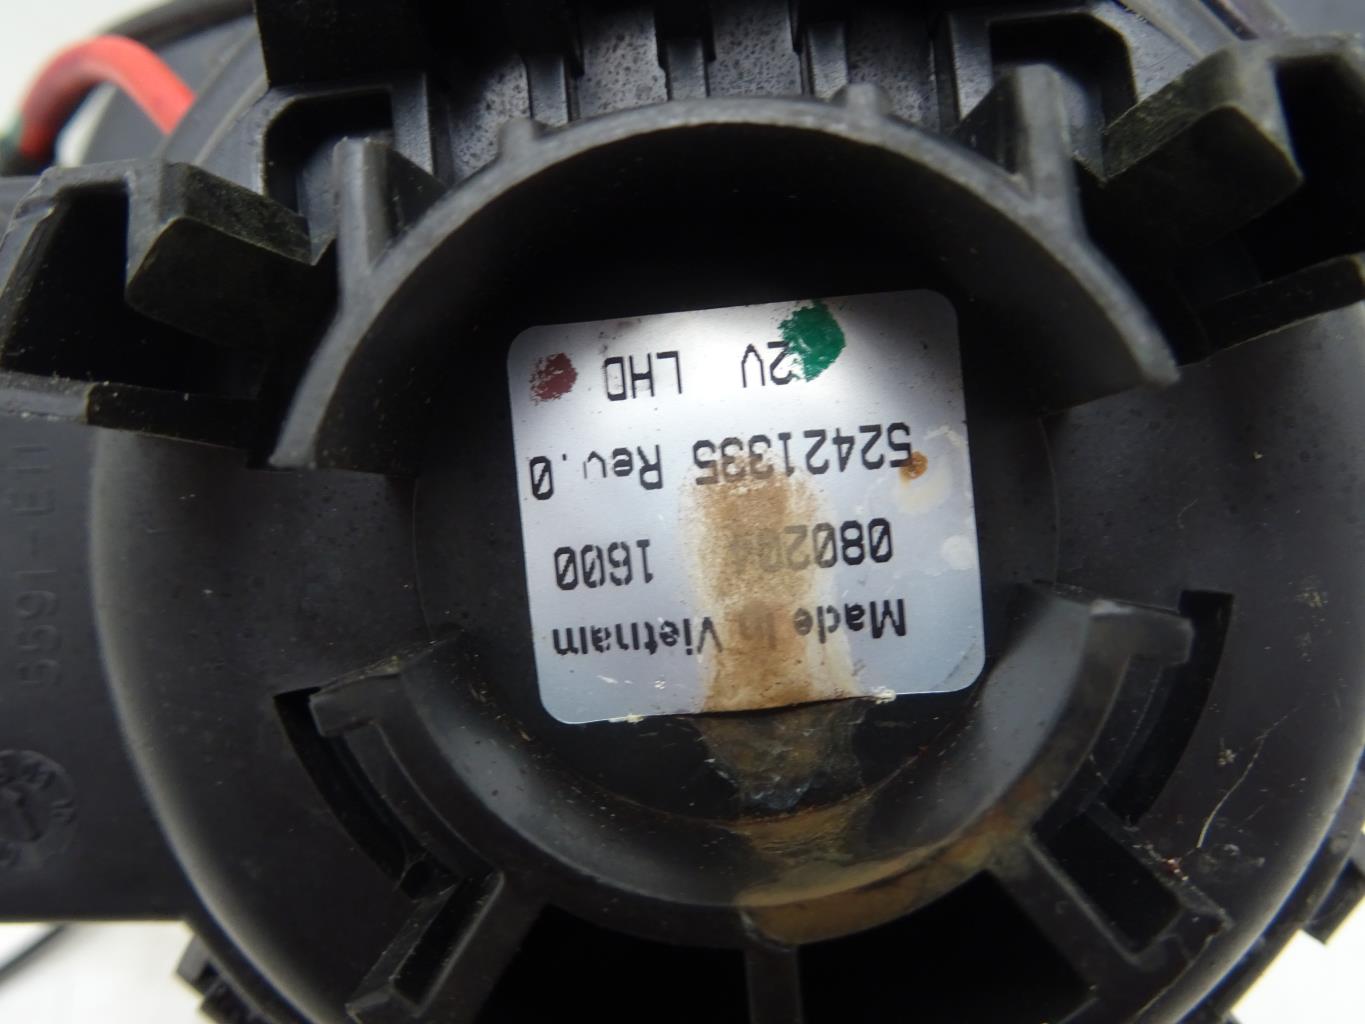 Made In Vietnam
080204 1600
52421335 Rev.0
2V LHD